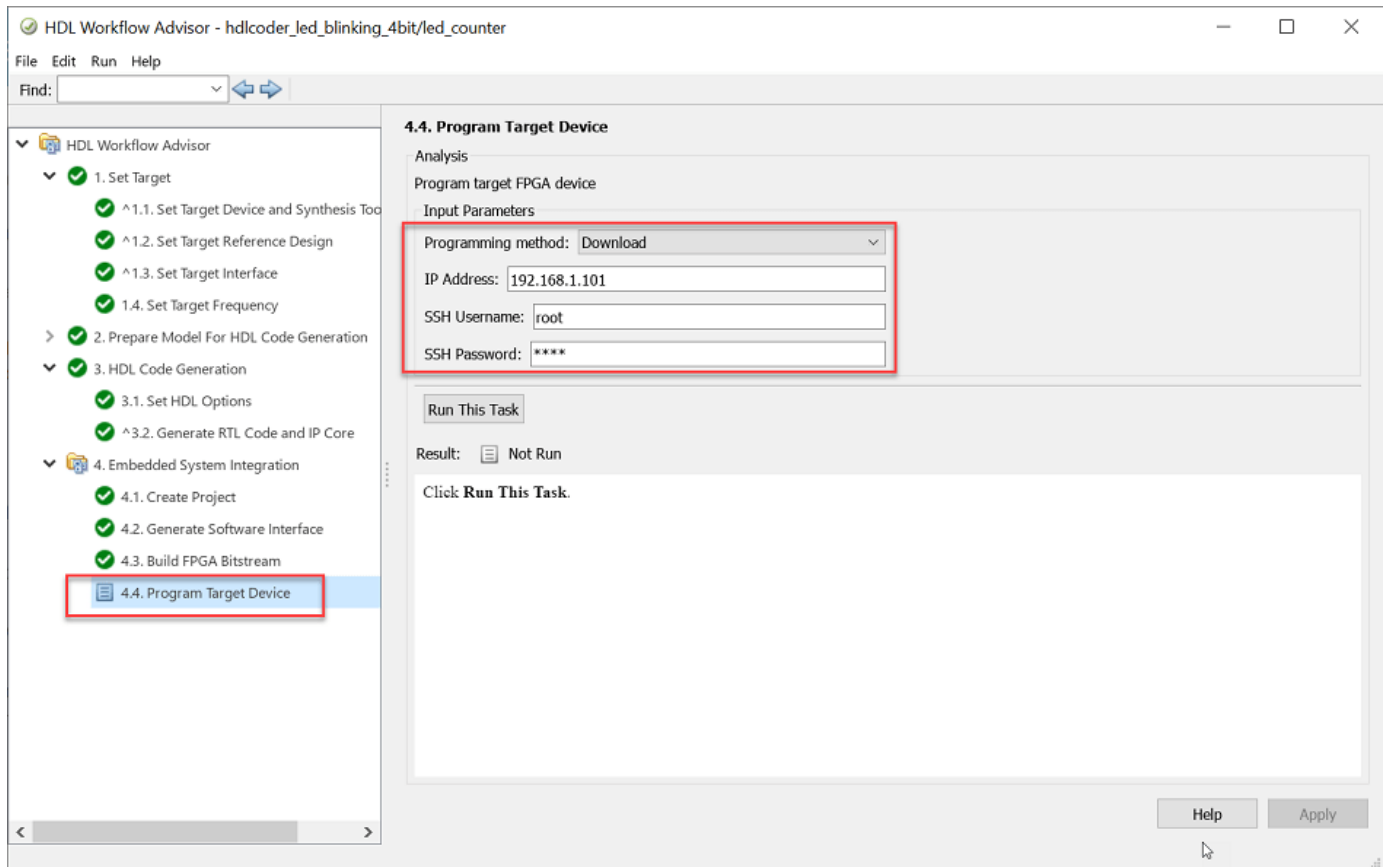 HDL Workflow Advisor - hdlcoder_led_blinking_4bit/led_counter
File Edit Run Help
Find:
HDL Workflow Advisor
1. Set Target
^1.1. Set Target Device and Synthesis Too
^1.2. Set Target Reference Design
^1.3. Set Target Interface
1.4. Set Target Frequency
2. Prepare Model For HDL Code Generation
3. HDL Code Generation
3.1. Set HDL Options
^3.2. Generate RTL Code and IP Core
4. Embedded System Integration
4.1. Create Project
4.2. Generate Software Interface
4.3. Build FPGA Bitstream
4.4. Program Target Device
4.4. Program Target Device
Analysis
Program target FPGA device
Input Parameters
Programming method: Download
IP Address: 192.168.1.101
SSH Username: root
SSH Password: ****
Run This Task
Result: Not Run
Click Run This Task.
Help Apply